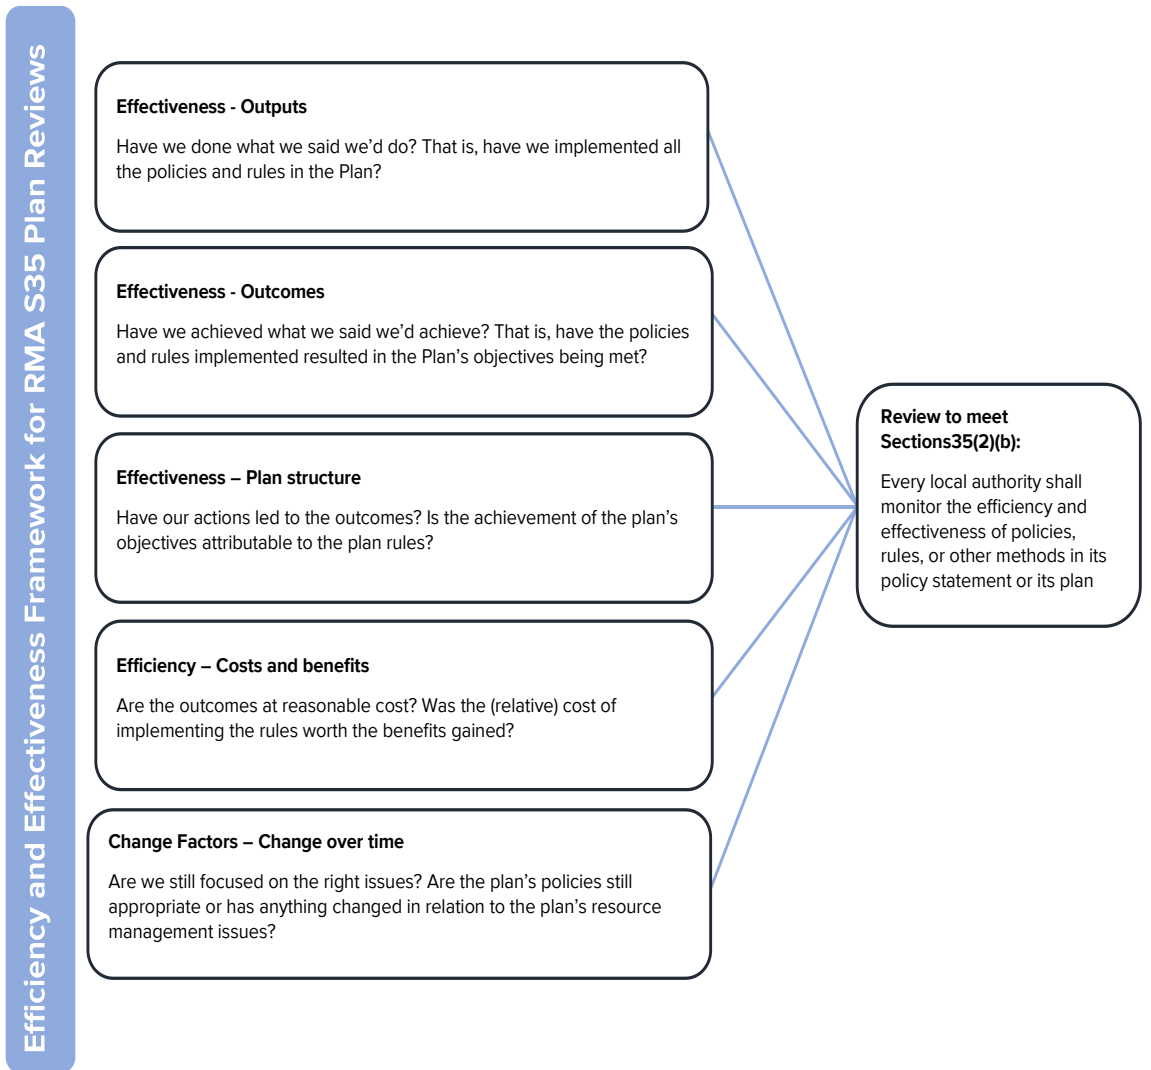 Efficiency and Effectiveness Framework for RMA S35 Plan Reviews
Effectiveness - Outputs
Have we done what we said we’d do? That is, have we implemented all
the policies and rules in the Plan?
Effectiveness - Outcomes
Have we achieved what we said we’d achieve? That is, have the policies
and rules implemented resulted in the Plan’s objectives being met?
Effectiveness – Plan structure
Have our actions led to the outcomes? Is the achievement of the plan’s
objectives attributable to the plan rules?
Efficiency – Costs and benefits
Are the outcomes at reasonable cost? Was the (relative) cost of
implementing the rules worth the benefits gained?
Change Factors – Change over time
Are we still focused on the right issues? Are the plan’s policies still
appropriate or has anything changed in relation to the plan’s resource
management issues?
Review to meet
Sections35(2)(b):
Every local authority shall
monitor the efficiency and
effectiveness of policies,
rules, or other methods in its
policy statement or its plan